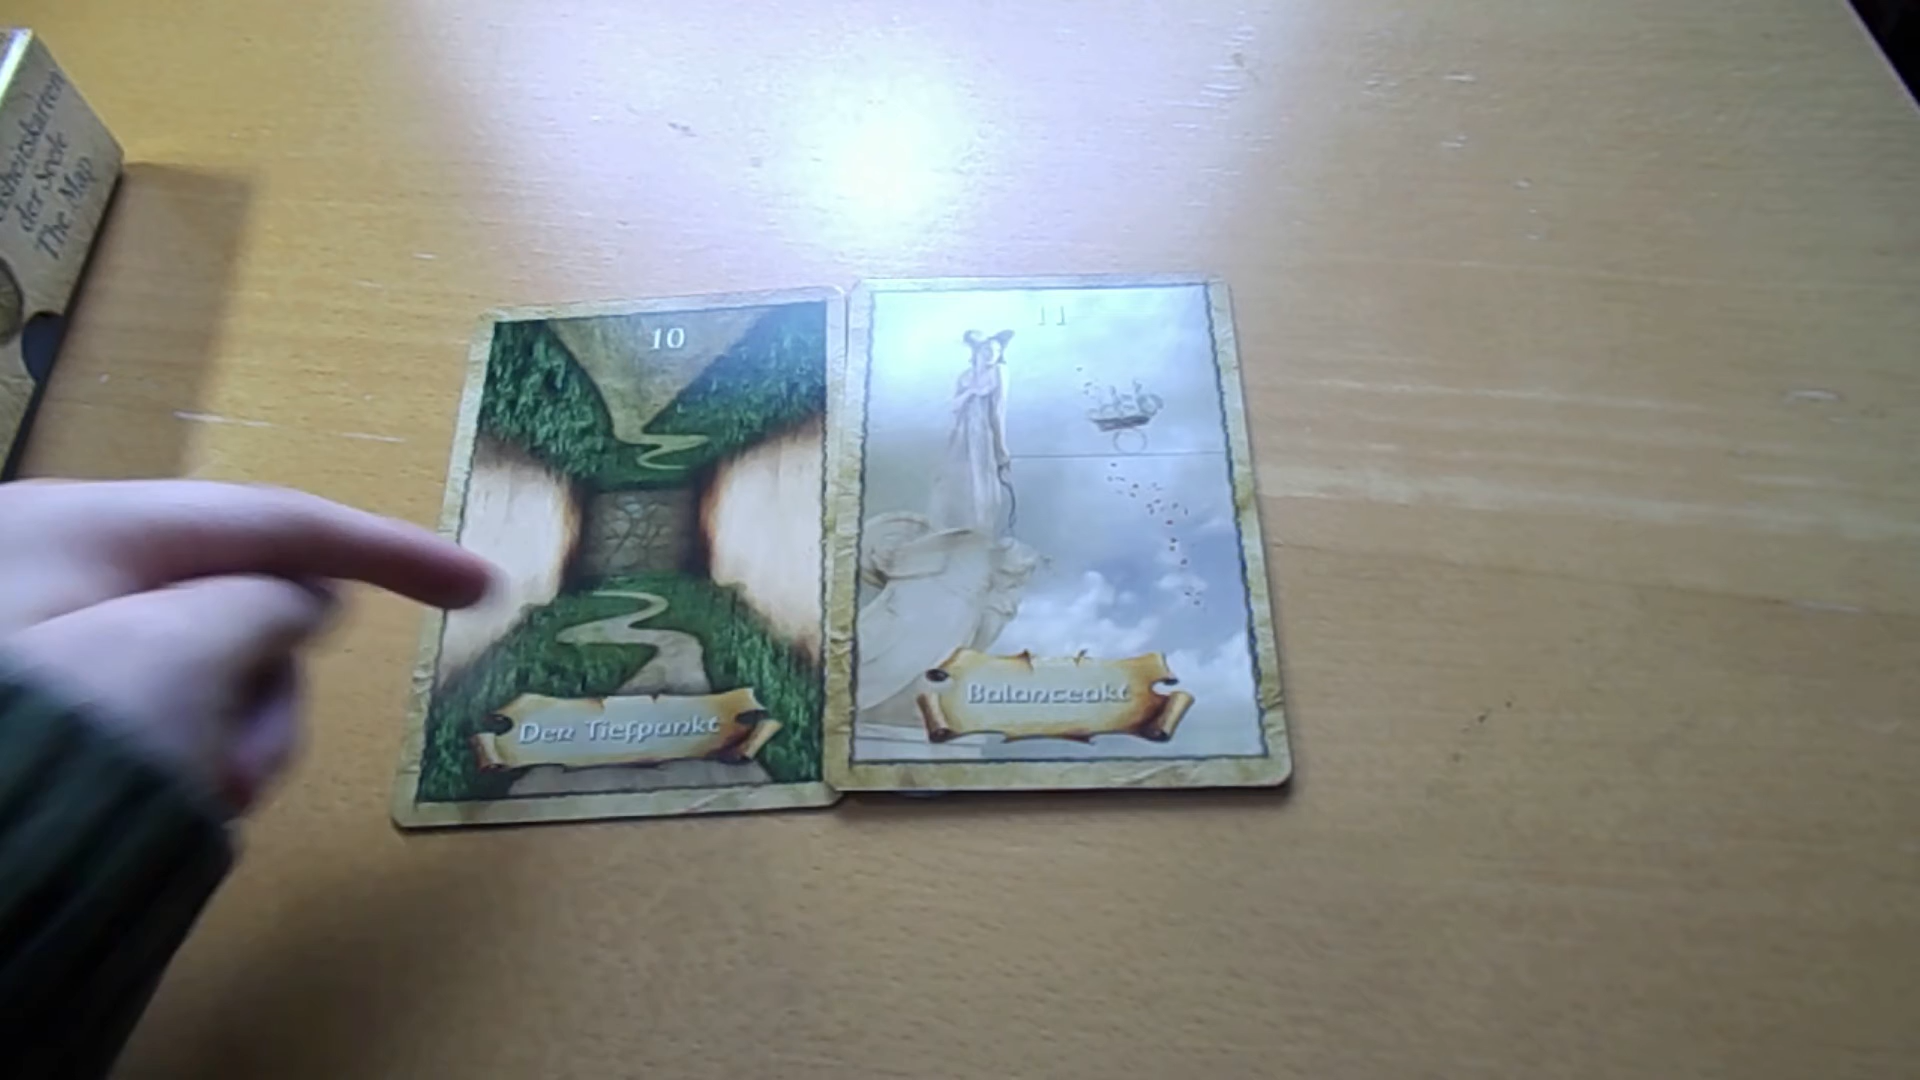 der Seele
The Map
10
Der Tiefpunkt
11
Balanceakt